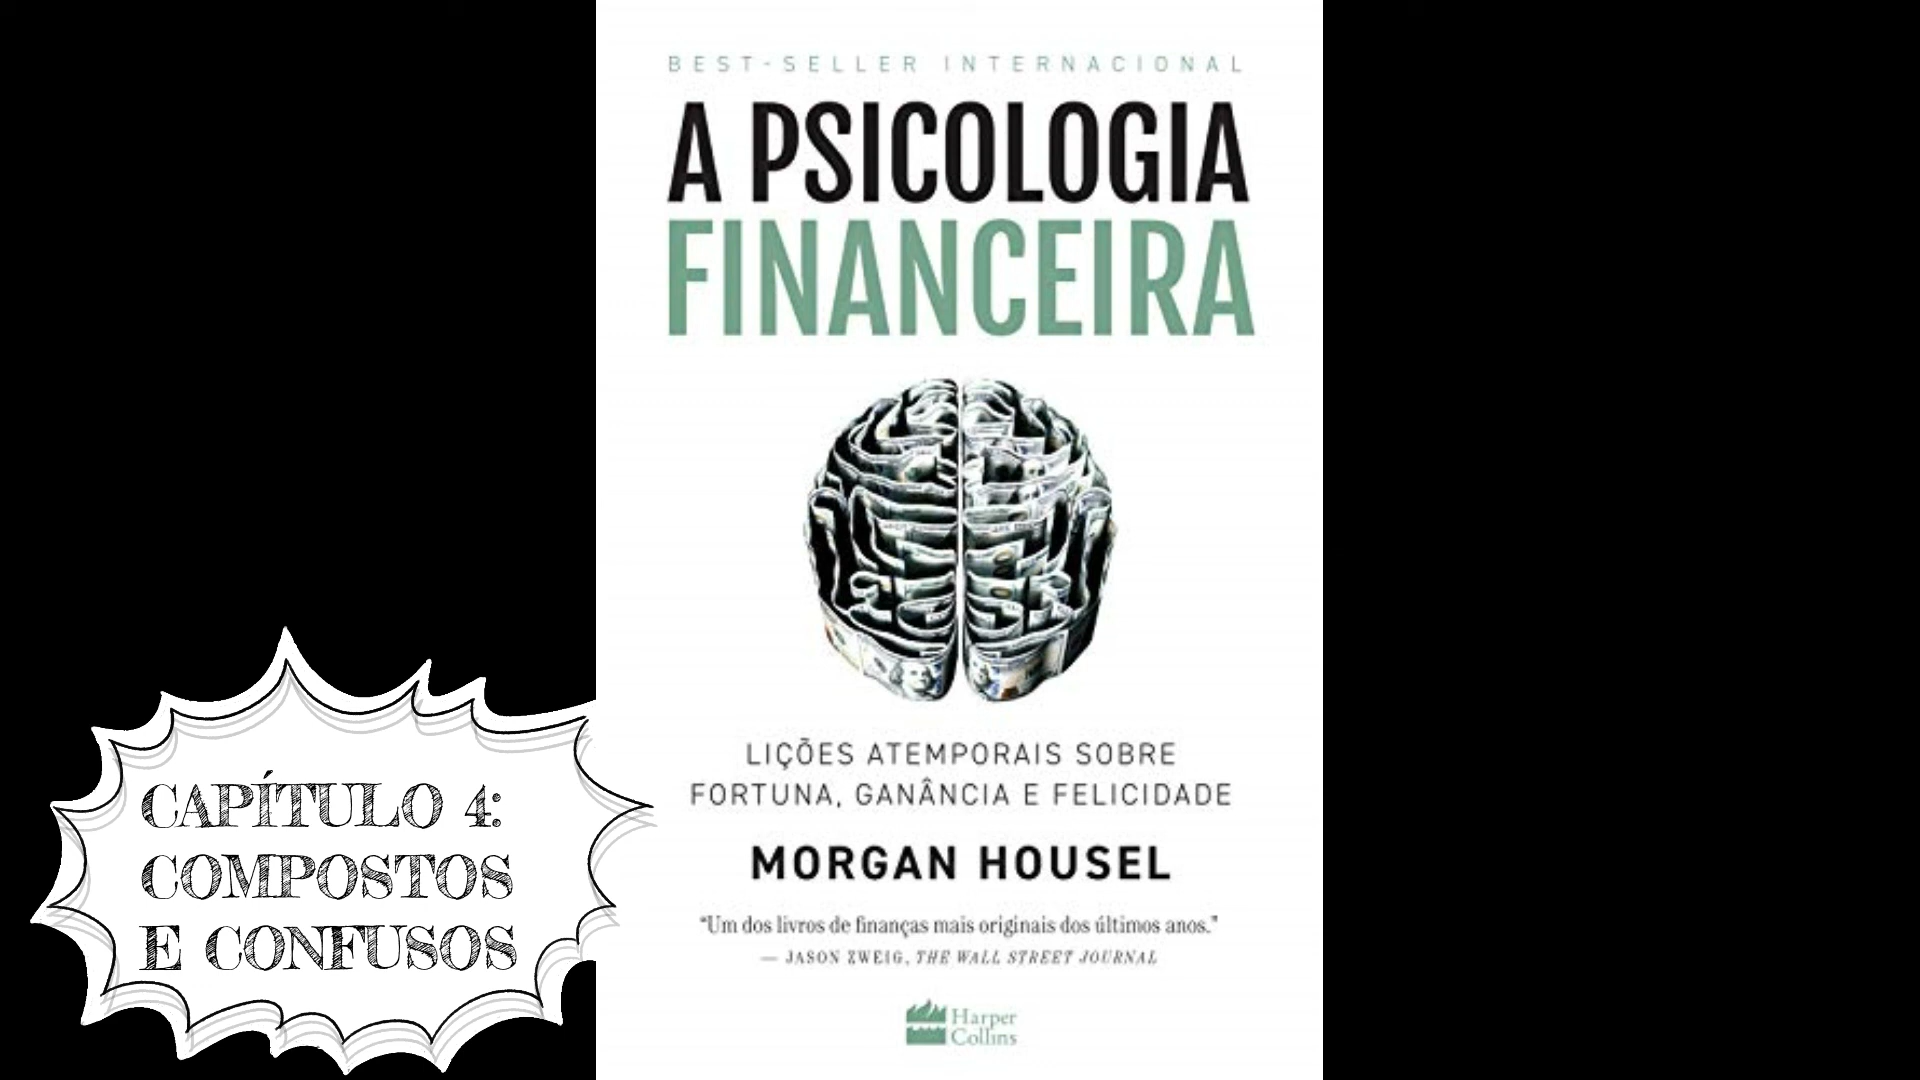 BEST-SELLER INTERNACIONAL
A PSICOLOGIA
FINANCEIRA
LIÇÕES ATEMPORAIS SOBRE
FORTUNA, GANÂNCIA E FELICIDADE
MORGAN HOUSEL
“Um dos livros de finanças mais originais dos últimos anos.”
— JASON ZWEIG, THE WALL STREET JOURNAL
Harper
Collins
CAPÍTULO 4:
COMPOSTOS
E CONFUSOS